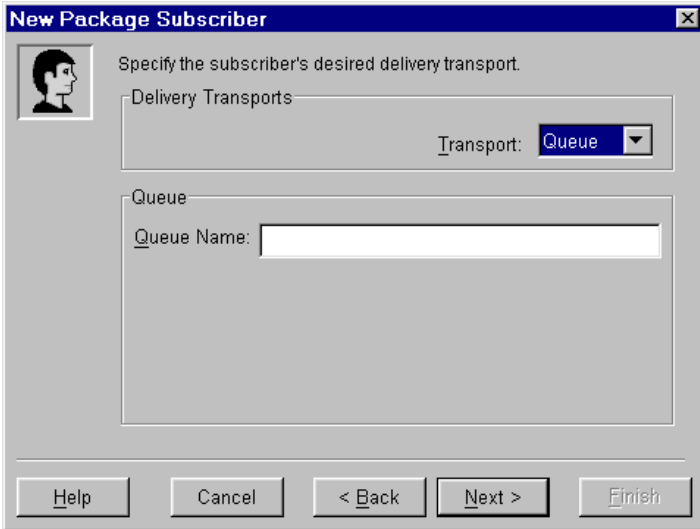 New Package Subscriber
Specify the subscriber's desired delivery transport.
Delivery Transports
Transport: Queue
Queue
Queue Name:
Help Cancel < Back Next > Finish